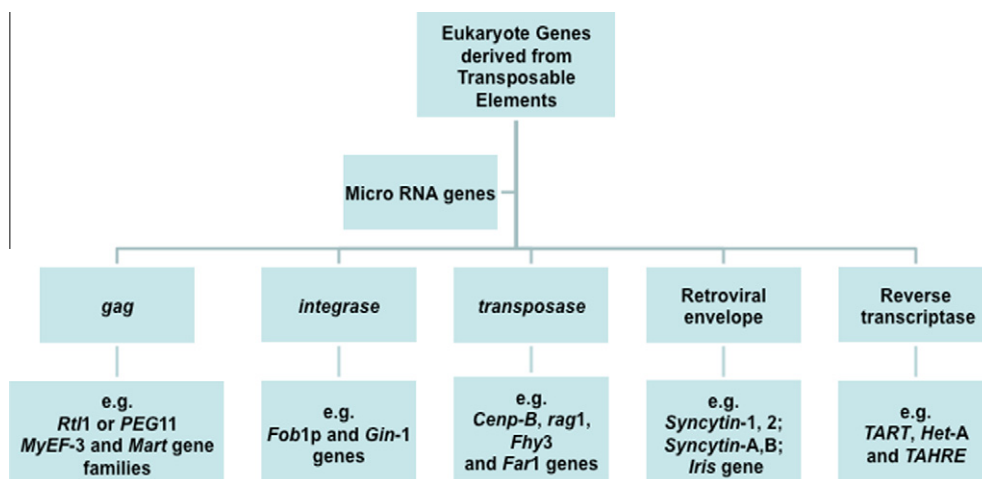 Eukaryote Genes
derived from
Transposable
Elements
Micro RNA genes
gag
integrase
transposase
Retroviral
envelope
Reverse
transcriptase
e.g.
Rtl1 or PEG11
MyEF-3 and Mart gene
families
e.g.
Fob1p and Gin-1
genes
e.g.
Cenp-B, rag1,
Fhy3
and Far1 genes
e.g.
Syncytin-1, 2;
Syncytin-A,B;
Iris gene
e.g.
TART, Het-A
and TAHRE